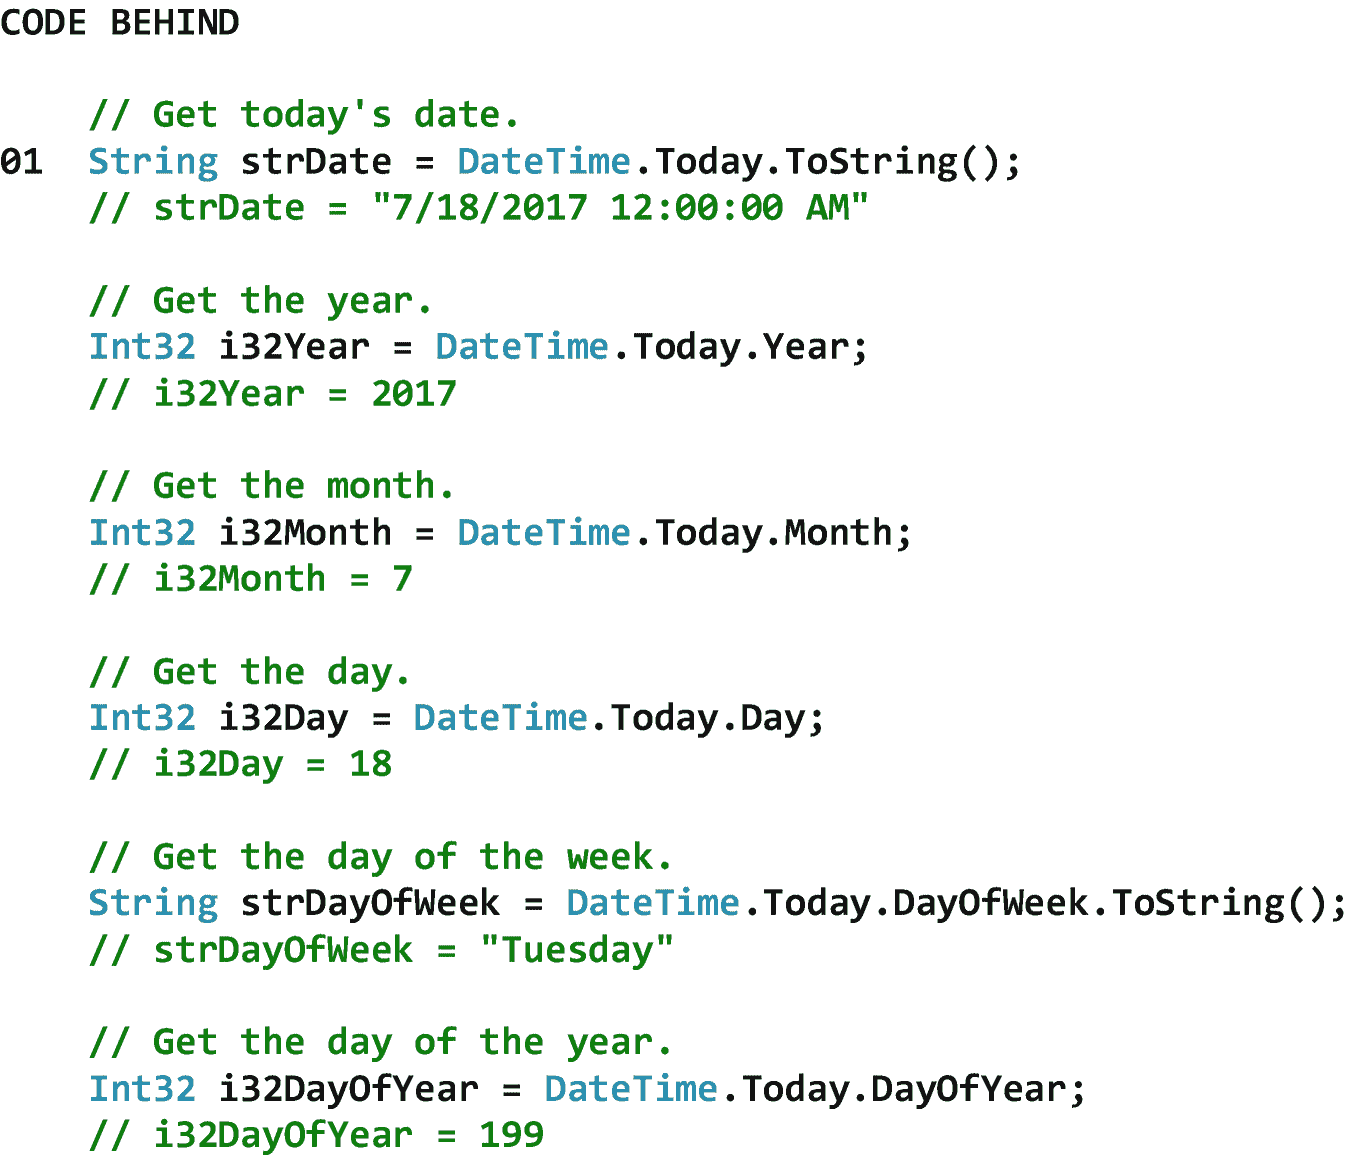 CODE BEHIND
// Get today's date.
01 String strDate = DateTime.Today.ToString();
// strDate = "7/18/2017 12:00:00 AM"
// Get the year.
Int32 i32Year = DateTime.Today.Year;
// i32Year = 2017
// Get the month.
Int32 i32Month = DateTime.Today.Month;
// i32Month = 7
// Get the day.
Int32 i32Day = DateTime.Today.Day;
// i32Day = 18
// Get the day of the week.
String strDayOfWeek = DateTime.Today.DayOfWeek.ToString();
// strDayOfWeek = "Tuesday"
// Get the day of the year.
Int32 i32DayOfYear = DateTime.Today.DayOfYear;
// i32DayOfYear = 199